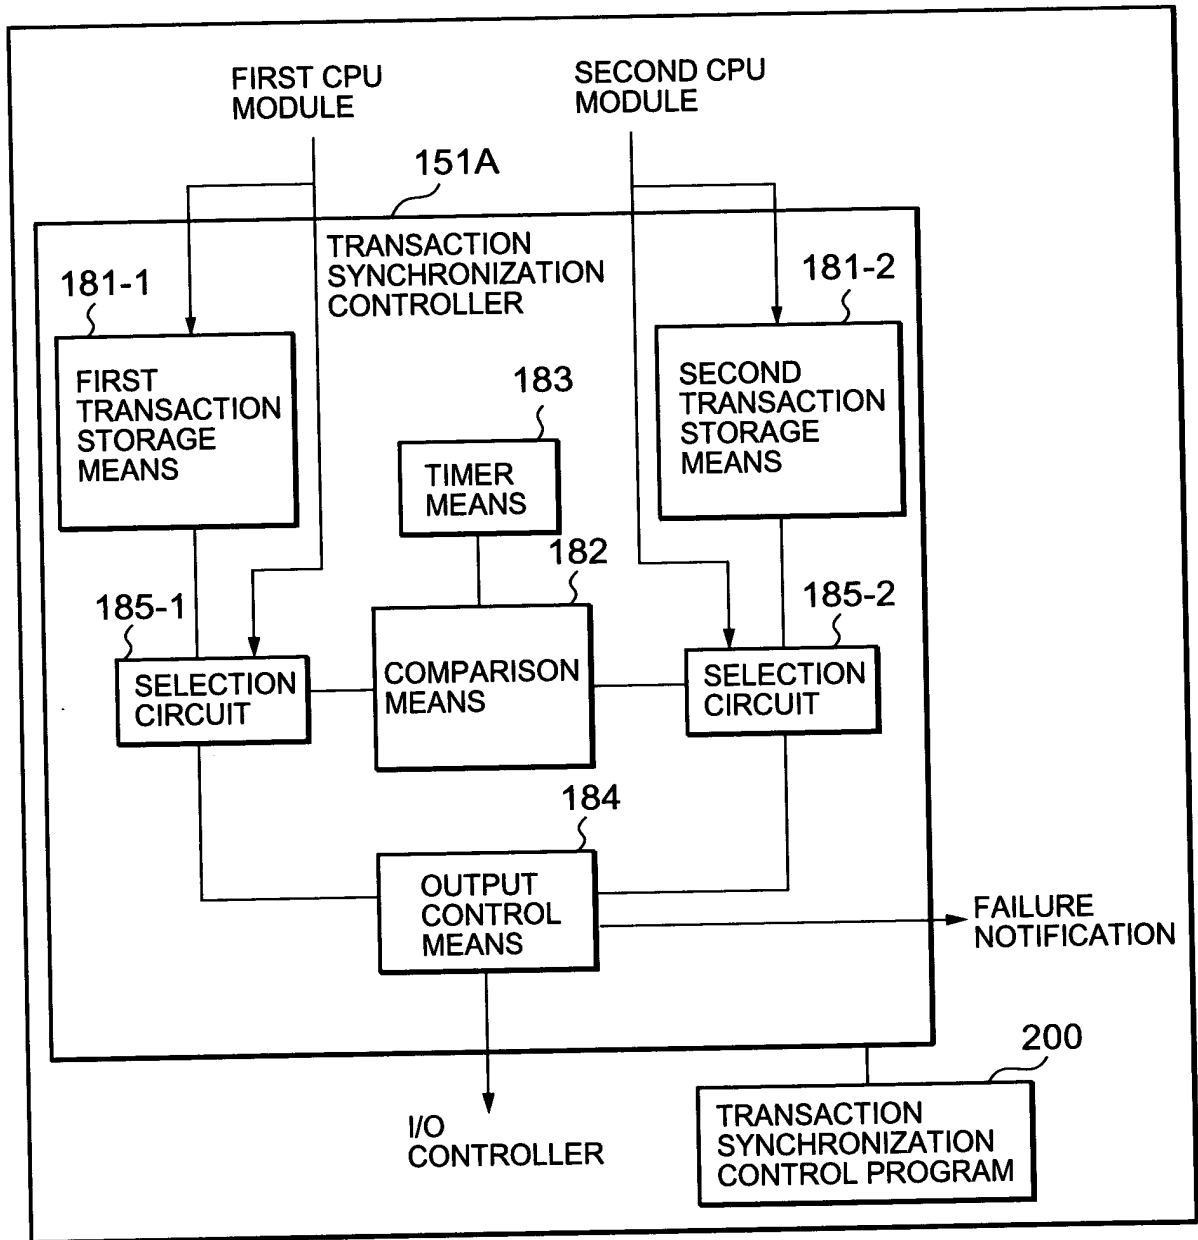 FIRST CPU
MODULE
SECOND CPU
MODULE
151A
TRANSACTION
SYNCHRONIZATION
CONTROLLER
181-1
181-2
FIRST
TRANSACTION
STORAGE
MEANS
183
TIMER
MEANS
SECOND
TRANSACTION
STORAGE
MEANS
182
185-1
185-2
SELECTION
CIRCUIT
COMPARISON
MEANS
SELECTION
CIRCUIT
184
OUTPUT
CONTROL
MEANS
FAILURE
NOTIFICATION
200
I/O
CONTROLLER
TRANSACTION
SYNCHRONIZATION
CONTROL PROGRAM